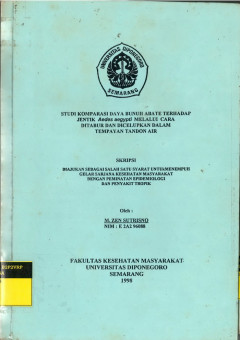 UNIVERSITAS DIPONEGORO
SEMARANG
STUDI KOMPARASI DAYA BUNUH ABATE TERHADAP
JENTIK Aedes aegypti MELALUI CARA
DITABUR DAN DICELUPKAN DALAM
TEMPAYAN TANDON AIR
SKRIPSI
DIAJUKAN SEBAGAI SALAH SATU SYARAT UNTUK MENEMPUH
GELAR SARJANA KESEHATAN MASYARAKAT
DENGAN PEMINATAN EPIDEMIOLOGI
DAN PENYAKIT TROPIK
Oleh :
M. ZEN SUTRISNO
NIM : E 2A2 96088
FAKULTAS KESEHATAN MASYARAKAT
UNIVERSITAS DIPONEGORO
SEMARANG
1998